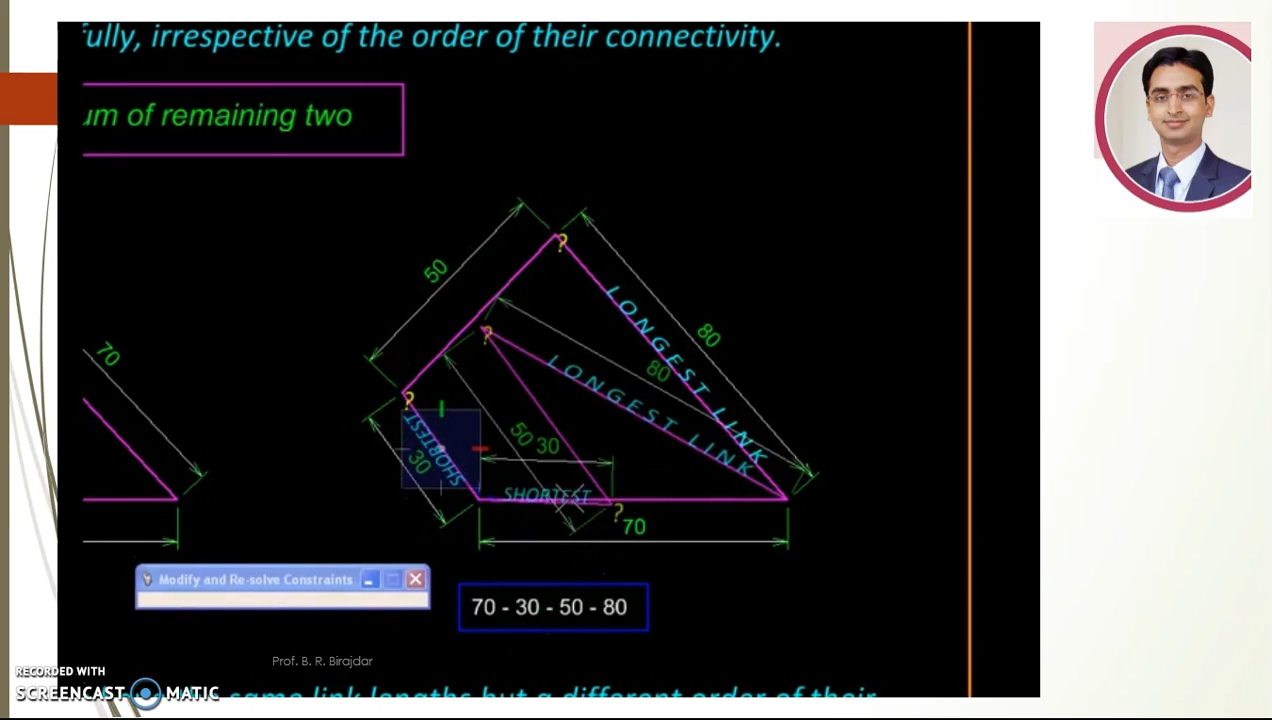 fully, irrespective of the order of their connectivity.
um of remaining two
?
50
80
LONGEST LINK
?
70
80
LONGEST LINK
?
SHORTEST
30
50
30
SHORTEST
?
70
Modify and Re-solve Constraints
70 - 30 - 50 - 80
Prof. B. R. Birajdar
RECORDED WITH
SCREENCAST MATIC
same link lengths but a different order of their